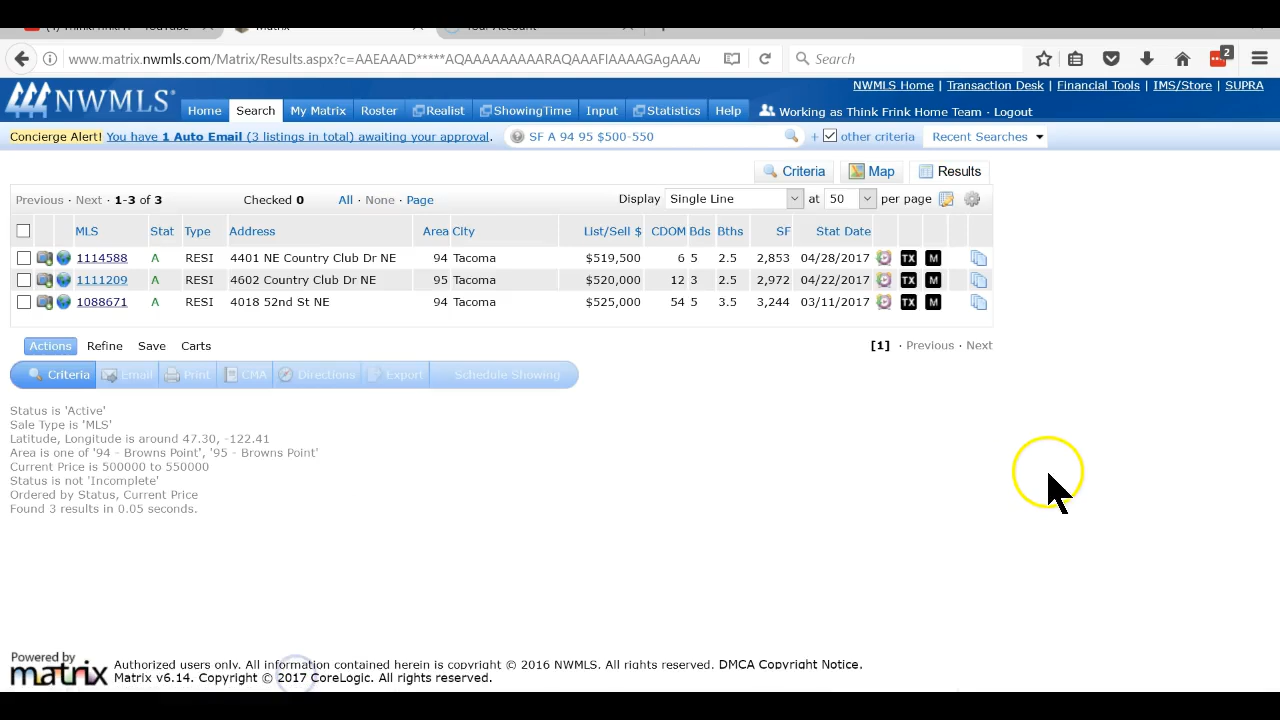 www.matrix.nwmls.com/Matrix/Results.aspx?c=AAEAAAD*****AQAAAAAAAAARAQAAAFIAAAAGAgAAA Search 2
NWMLS Home | Transaction Desk | Financial Tools | IMS/Store | SUPRA
NWMLS Home Search My Matrix Roster Realist ShowingTime Input Statistics Help Working as Think Frink Home Team · Logout
Concierge Alert! You have 1 Auto Email (3 listings in total) awaiting your approval. SF A 94 95 $500-550 + other criteria Recent Searches
Criteria Map Results
Previous · Next · 1-3 of 3 Checked 0 All · None · Page Display Single Line at 50 per page
MLS Stat Type Address Area City List/Sell $ CDOM Bds Bths SF Stat Date
1114588 A RESI 4401 NE Country Club Dr NE 94 Tacoma $519,500 6 5 2.5 2,853 04/28/2017 TX M
1111209 A RESI 4602 Country Club Dr NE 95 Tacoma $520,000 12 3 2.5 2,972 04/22/2017 TX M
1088671 A RESI 4018 52nd St NE 94 Tacoma $525,000 54 5 3.5 3,244 03/11/2017 TX M
Actions Refine Save Carts [1] · Previous · Next
Criteria Email Print CMA Directions Export Schedule Showing
Status is 'Active'
Sale Type is 'MLS'
Latitude, Longitude is around 47.30, -122.41
Area is one of '94 - Browns Point', '95 - Browns Point'
Current Price is 500000 to 550000
Status is not 'Incomplete'
Ordered by Status, Current Price
Found 3 results in 0.05 seconds.
Powered by
matrix
Authorized users only. All information contained herein is copyright © 2016 NWMLS. All rights reserved. DMCA Copyright Notice.
Matrix v6.14. Copyright © 2017 CoreLogic. All rights reserved.